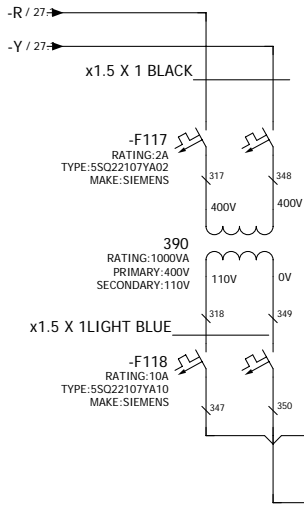 -R / 27.
-Y / 27.
x1.5 X 1 BLACK
-F117
RATING:2A
TYPE:5SQ22107YA02
MAKE:SIEMENS
317
348
400V
400V
390
RATING:1000VA
PRIMARY:400V
SECONDARY:110V
110V
0V
318
349
x1.5 X 1LIGHT BLUE
-F118
RATING:10A
TYPE:5SQ22107YA10
MAKE:SIEMENS
347
350